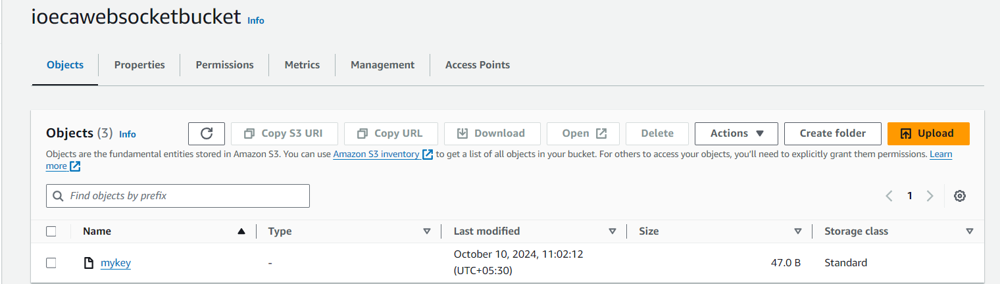 ioecawebsocketbucket Info
Objects Properties Permissions Metrics Management Access Points
Objects (3) Info Copy S3 URI Copy URL Download Open Delete Actions Create folder Upload
Objects are the fundamental entities stored in Amazon S3. You can use Amazon S3 inventory to get a list of all objects in your bucket. For others to access your objects, you’ll need to explicitly grant them permissions. Learn
more
Find objects by prefix 1
Name Type Last modified Size Storage class
mykey - October 10, 2024, 11:02:12 47.0 B Standard
(UTC+05:30)